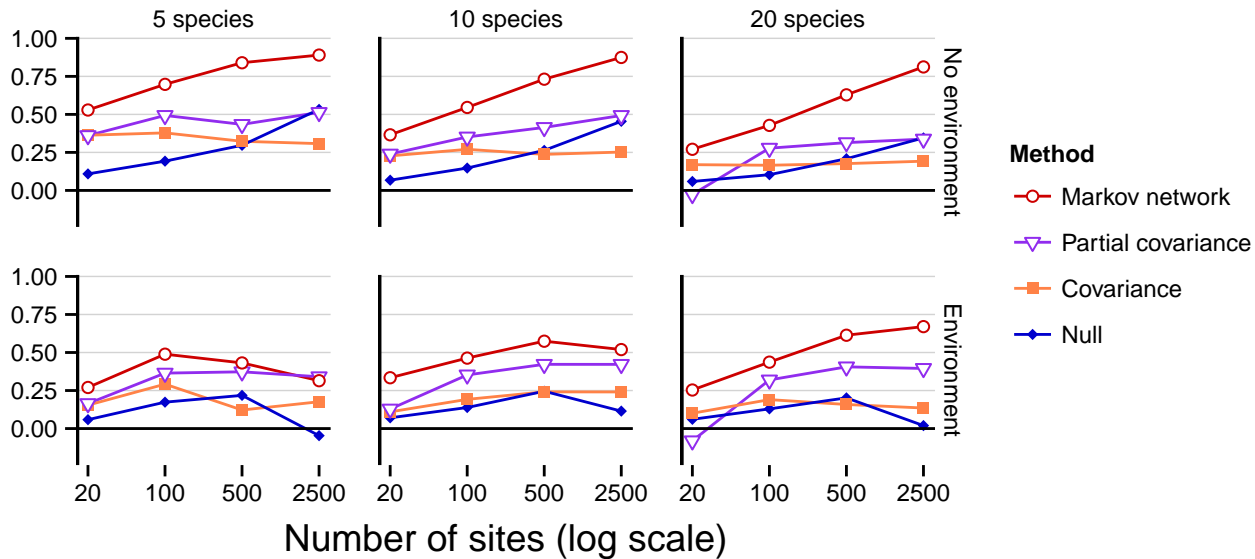 5 species
10 species
20 species
1.00
0.75
0.50
0.25
0.00
No environment
1.00
0.75
0.50
0.25
0.00
Environment
20 100 500 2500
20 100 500 2500
20 100 500 2500
Number of sites (log scale)
Method
Markov network
Partial covariance
Covariance
Null